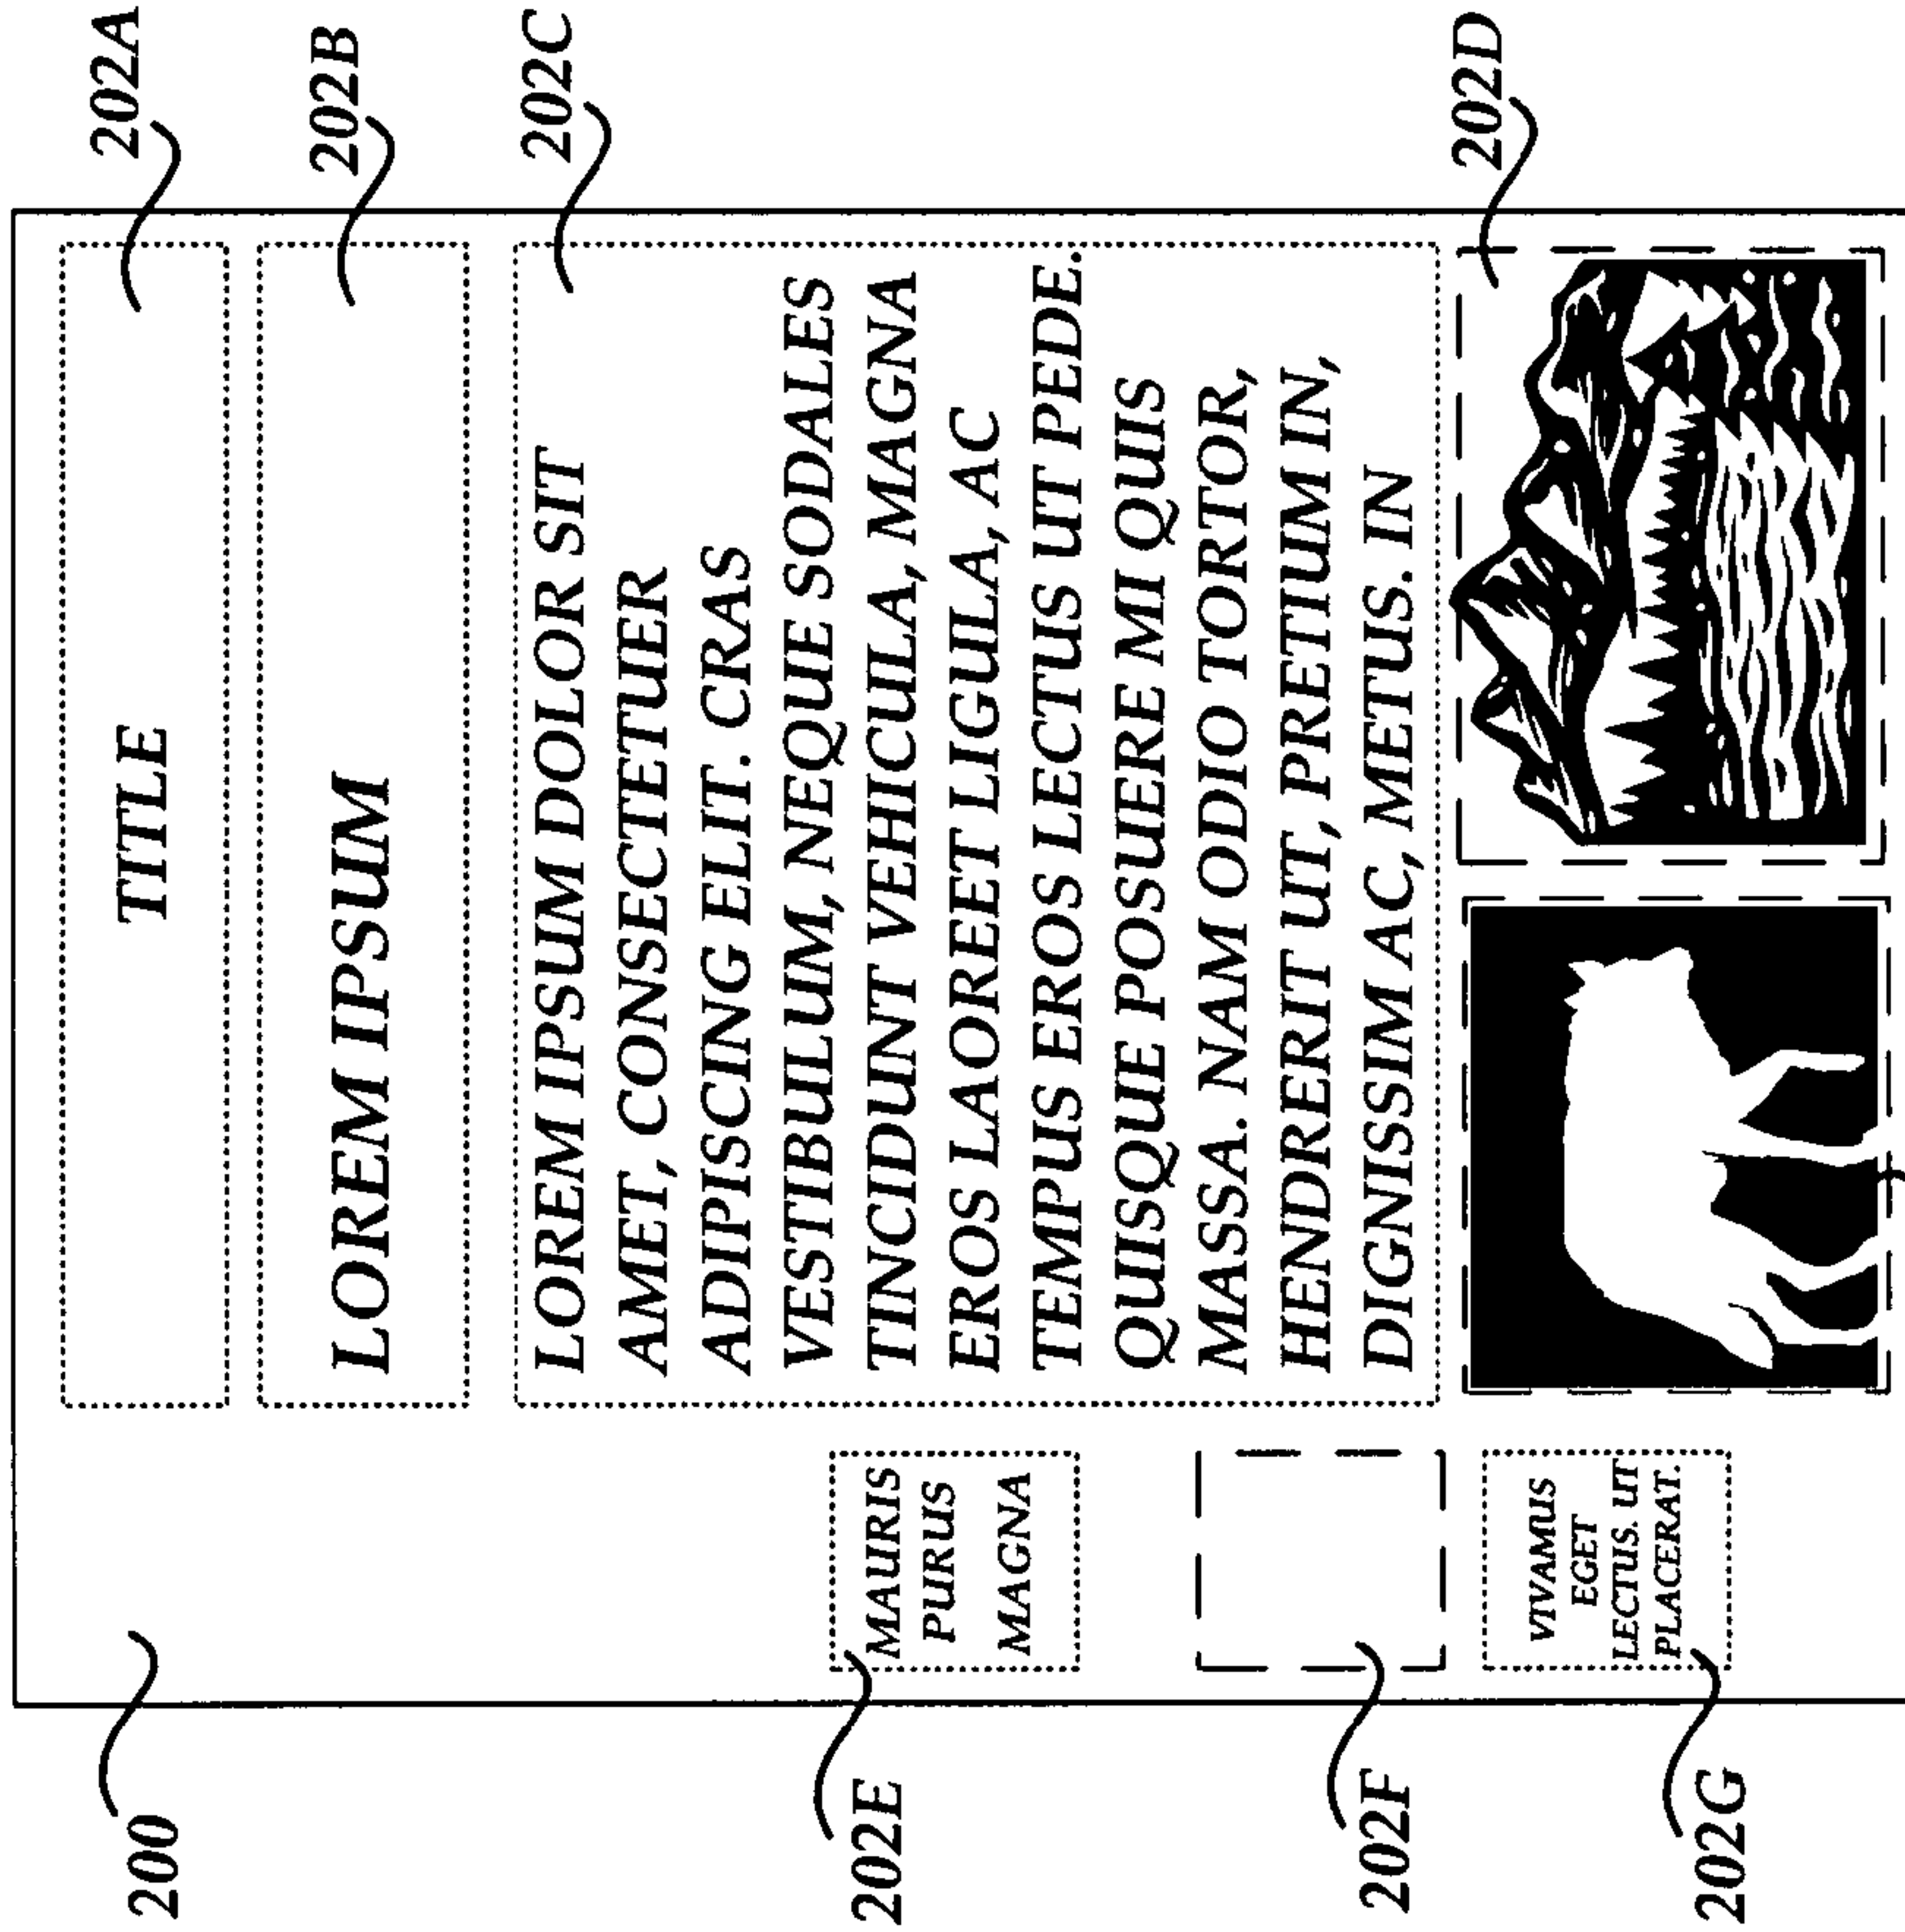 200
202A
TITLE
202B
LOREM IPSUM
202C
LOREM IPSUM DOLOR SIT
AMET, CONSECTETUER
ADIPISCING ELIT. CRAS
VESTIBULUM, NEQUE SODALES
TINCIDUNT VEHICULA, MAGNA
EROS LAOREET LIGULA, AC
TEMPUS EROS LECTUS UT PEDE.
QUISQUE POSUERE MI QUIS
MASSA. NAM ODIO TORTOR,
HENDRERIT UT, PRETIUM IN,
DIGNISSIM AC, METUS. IN
202E
MAURIS
PURUS
MAGNA
202F
202G
VIVAMUS
EGET
LECTUS. UT
PLACERAT.
202D